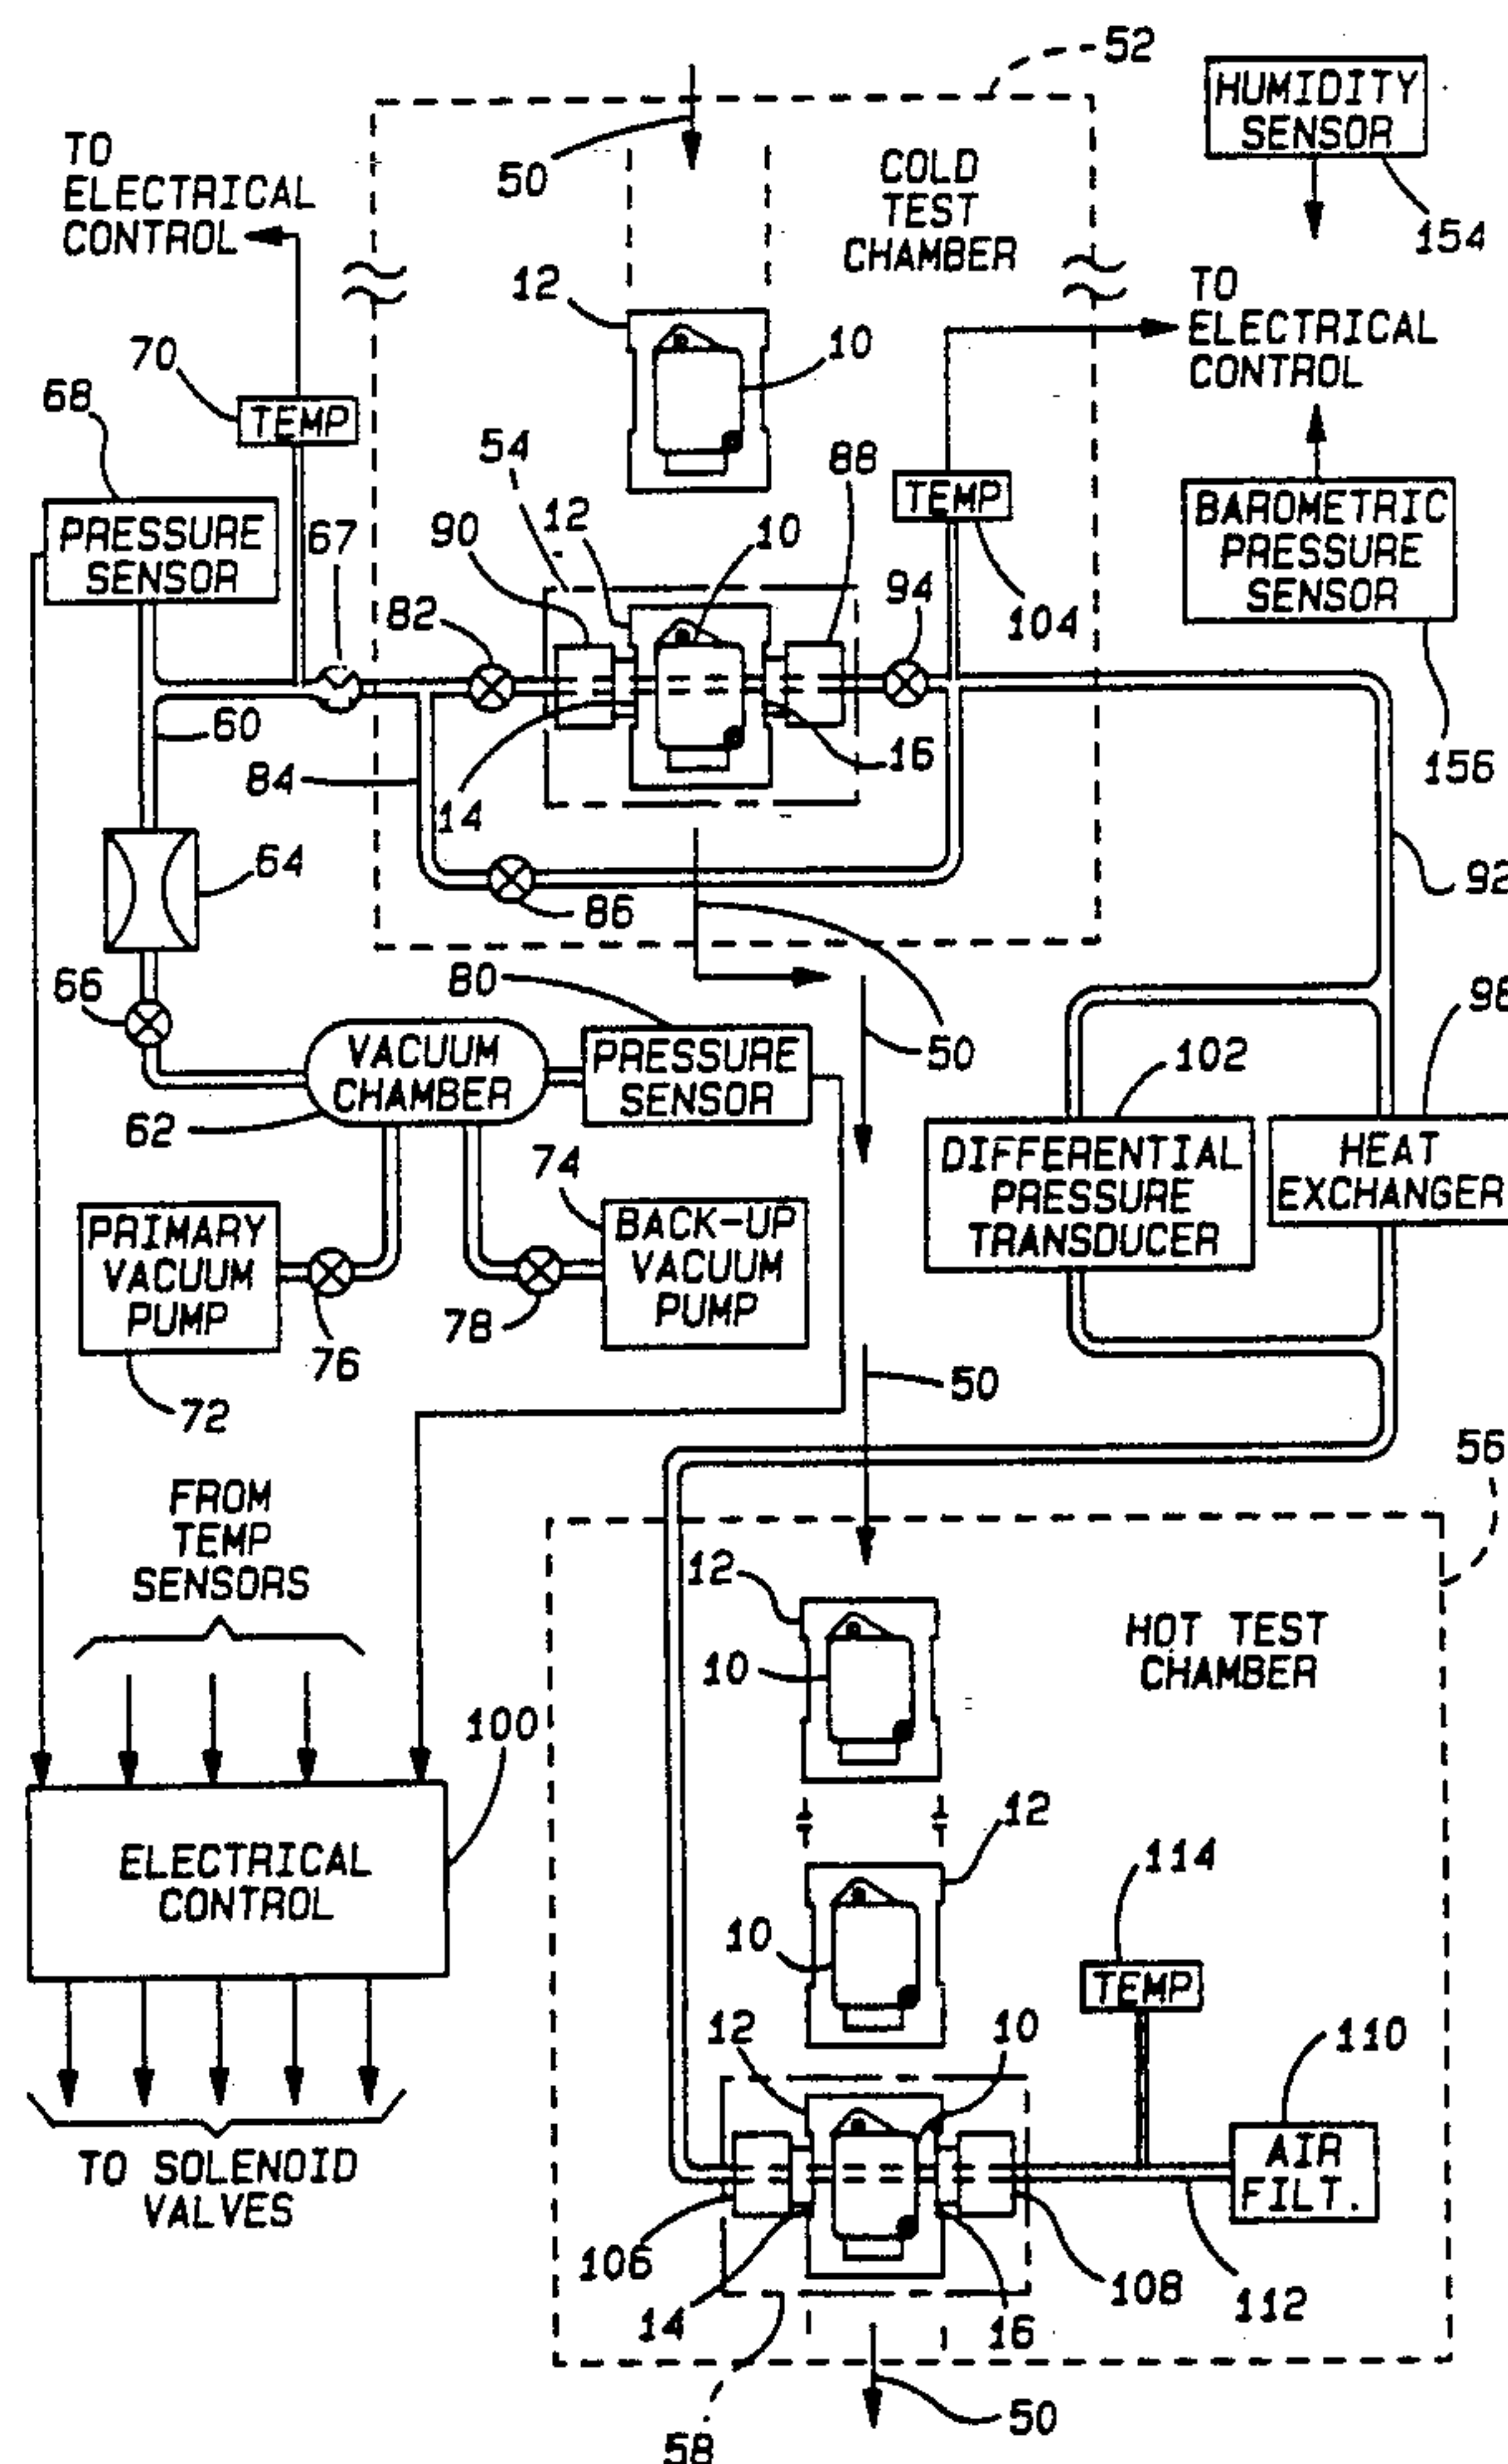 52
HUMIDITY
SENSOR
154
TO
ELECTRICAL
CONTROL
50
COLD
TEST
CHAMBER
12
10
TO
ELECTRICAL
CONTROL
70
TEMP
68
PRESSURE
SENSOR
67
54
12
10
88
90
82
94
TEMP
104
BAROMETRIC
PRESSURE
SENSOR
156
60
84
14
16
64
86
92
66
80
VACUUM
CHAMBER
62
PRESSURE
SENSOR
50
102
98
DIFFERENTIAL
PRESSURE
TRANSDUCER
HEAT
EXCHANGER
74
PRIMARY
VACUUM
PUMP
BACK-UP
VACUUM
PUMP
76
78
72
50
56
FROM
TEMP
SENSORS
12
10
HOT TEST
CHAMBER
100
ELECTRICAL
CONTROL
12
10
114
TEMP
12
10
110
AIR
FILT.
TO SOLENOID
VALVES
106
14
16
108
112
58
50